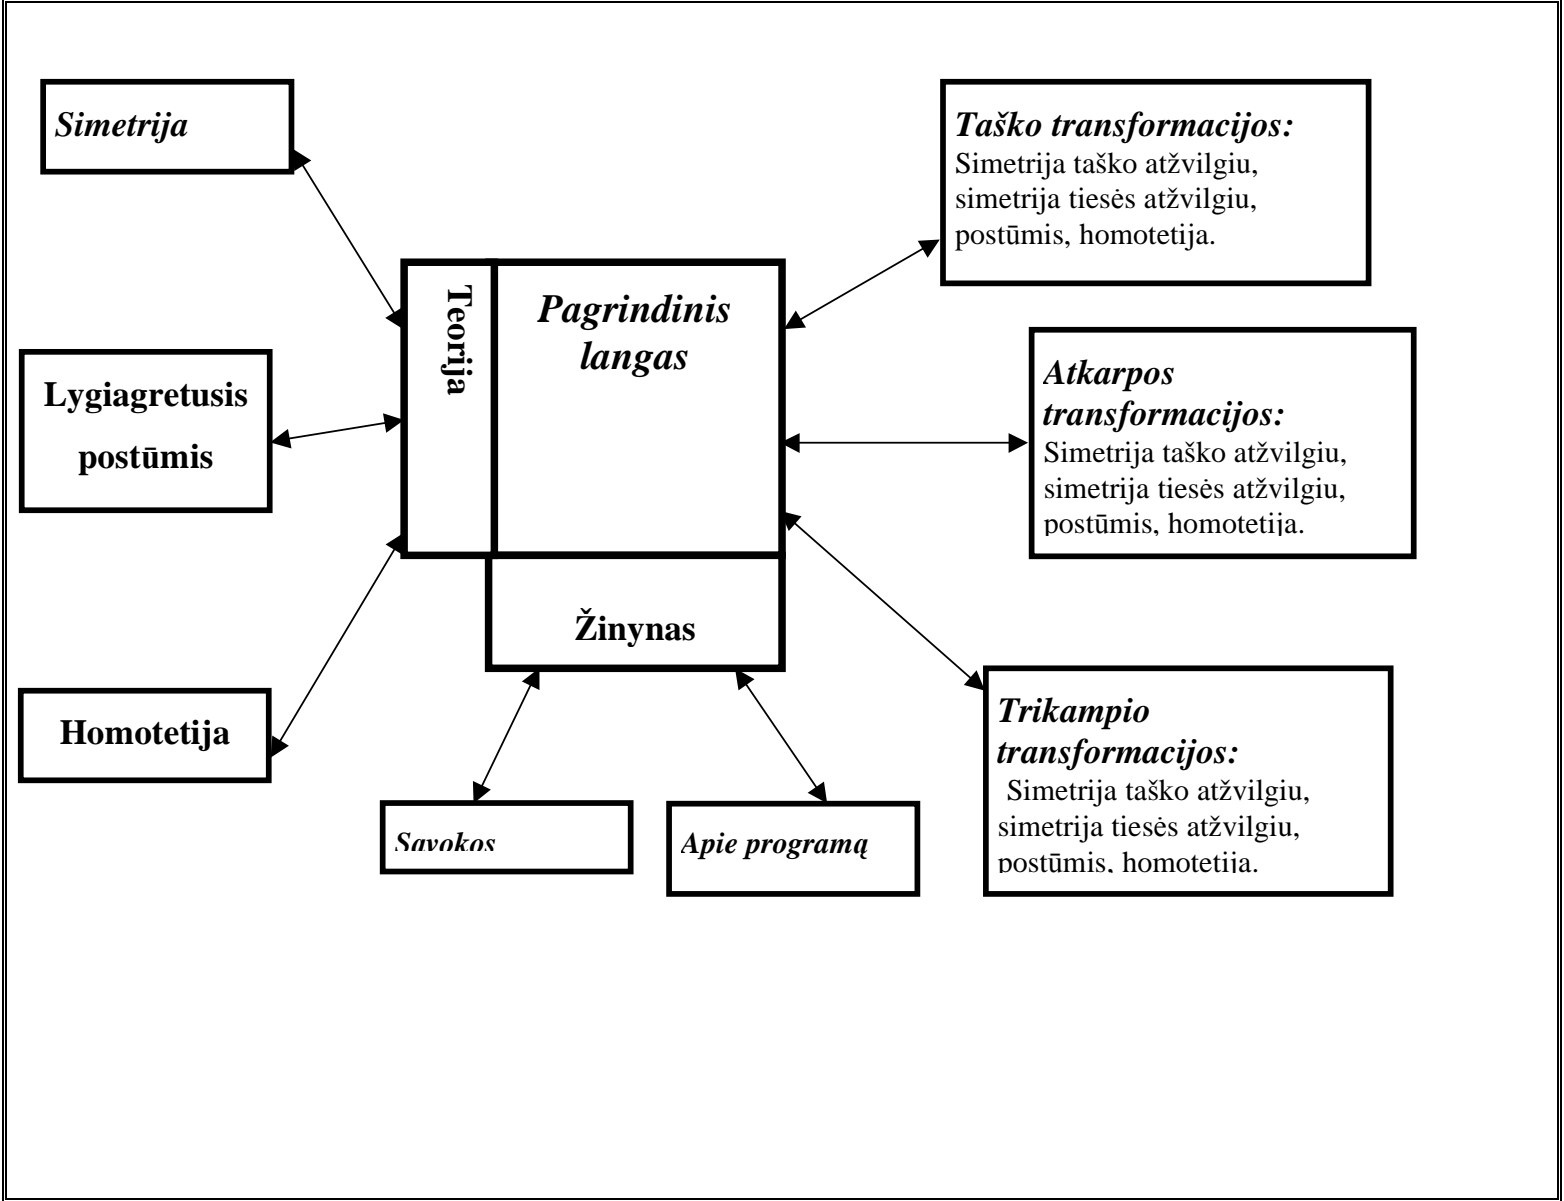 Simetrija
Lygiagretusis
postūmis
Homotetija
Teorija
Pagrindinis
langas
Žinynas
Savokos
Apie programą
Taško transformacijos:
Simetrija taško atžvilgiu,
simetrija tiesės atžvilgiu,
postūmis, homotetija.
Atkarpos
transformacijos:
Simetrija taško atžvilgiu,
simetrija tiesės atžvilgiu,
postūmis, homotetija.
Trikampio
transformacijos:
Simetrija taško atžvilgiu,
simetrija tiesės atžvilgiu,
postūmis, homotetija.